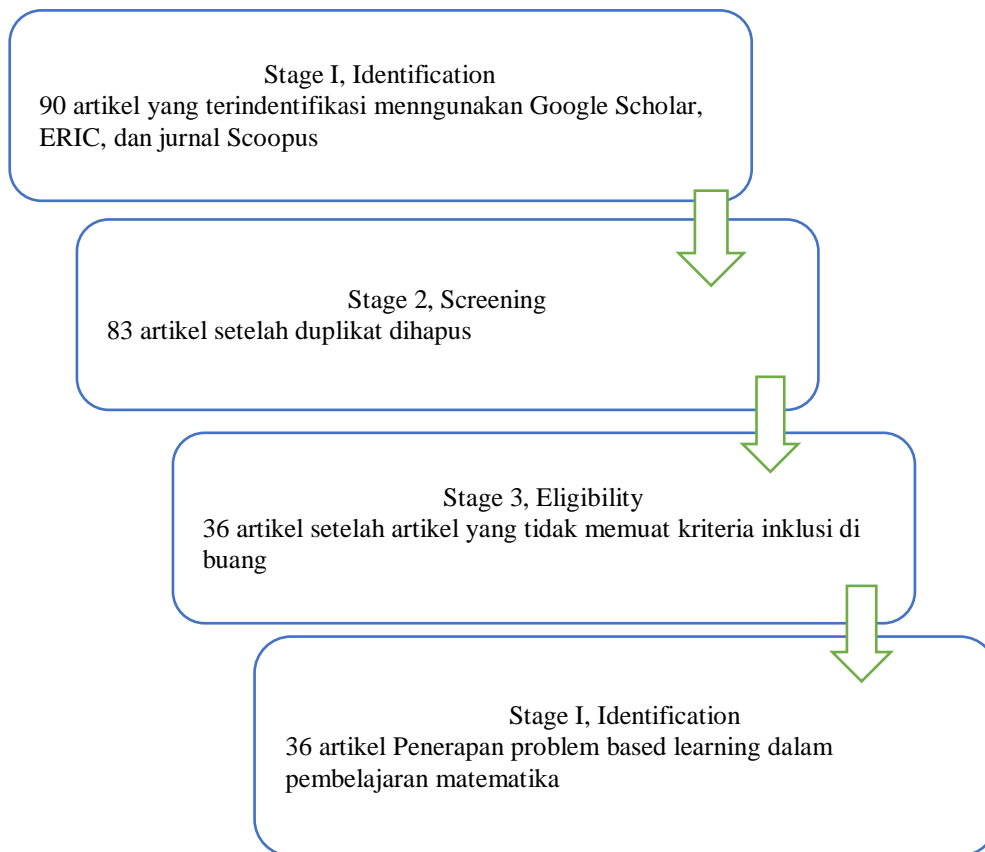 Stage I, Identification
90 artikel yang terindentifikasi menngunakan Google Scholar,
ERIC, dan jurnal Scoopus
Stage 2, Screening
83 artikel setelah duplikat dihapus
Stage 3, Eligibility
36 artikel setelah artikel yang tidak memuat kriteria inklusi di
buang
Stage I, Identification
36 artikel Penerapan problem based learning dalam
pembelajaran matematika